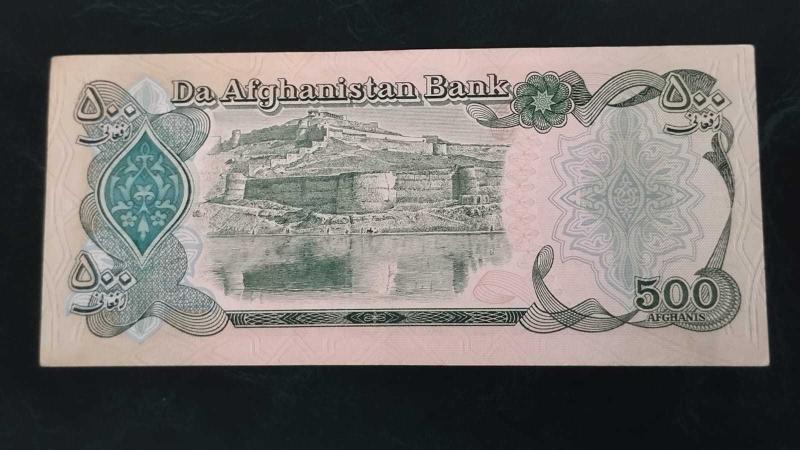 Da Afghanistan Bank
۵۰۰
افغانی
۵۰۰
افغانی
۵۰۰
افغانی
500
AFGHANIS